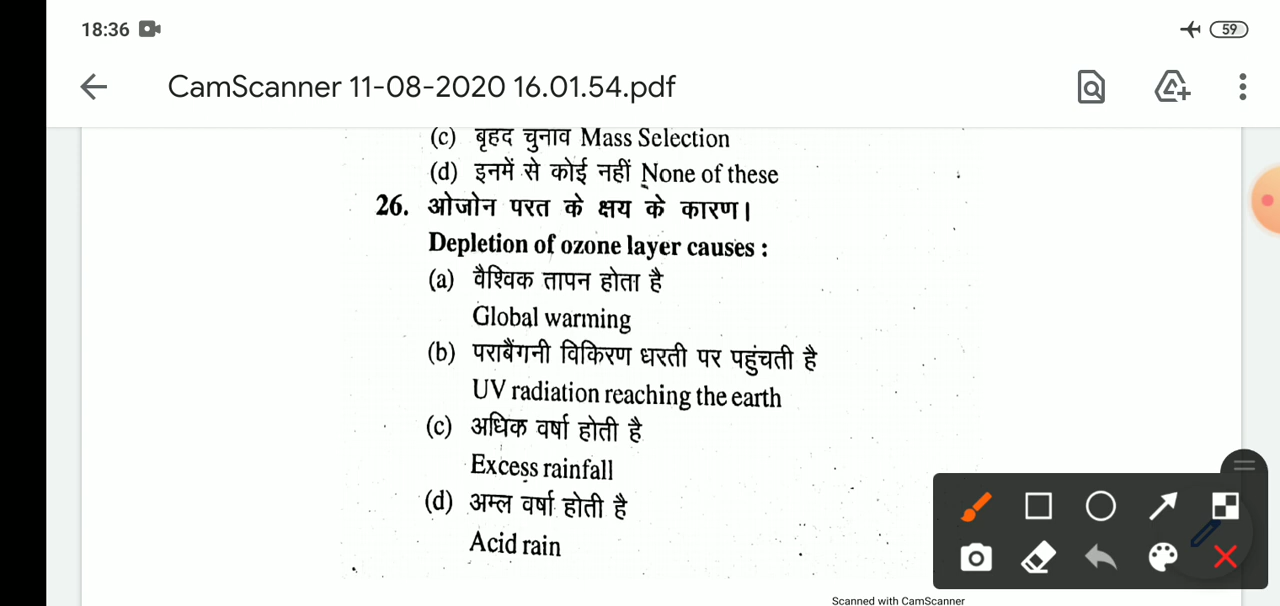 18:36
59
CamScanner 11-08-2020 16.01.54.pdf
(c) बृहद चुनाव Mass Selection
(d) इनमें से कोई नहीं None of these
26. ओजोन परत के क्षय के कारण।
Depletion of ozone layer causes :
(a) वैश्विक तापन होता है
Global warming
(b) पराबैंगनी विकिरण धरती पर पहुंचती है
UV radiation reaching the earth
(c) अधिक वर्षा होती है
Excess rainfall
(d) अम्ल वर्षा होती है
Acid rain
Scanned with CamScanner